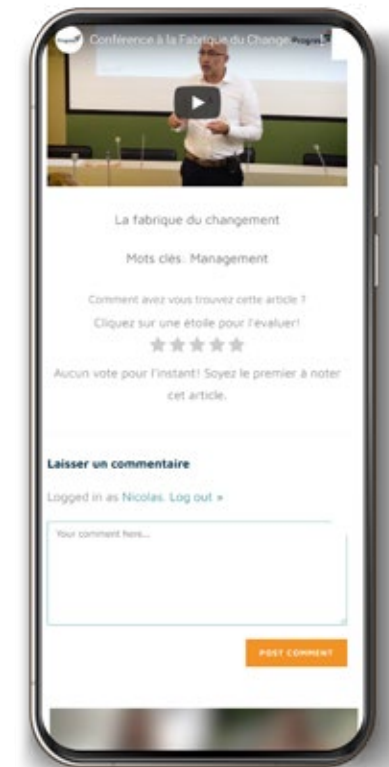 Conférence à la Fabrique du Change
Progress
La fabrique du changement
Mots clés: Management
Comment avez vous trouvez cette article ?
Cliquez sur une étoile pour l'évaluer!
Aucun vote pour l'instant! Soyez le premier à noter
cet article.
Laisser un commentaire
Logged in as Nicolas. Log out »
Your comment here...
POST COMMENT